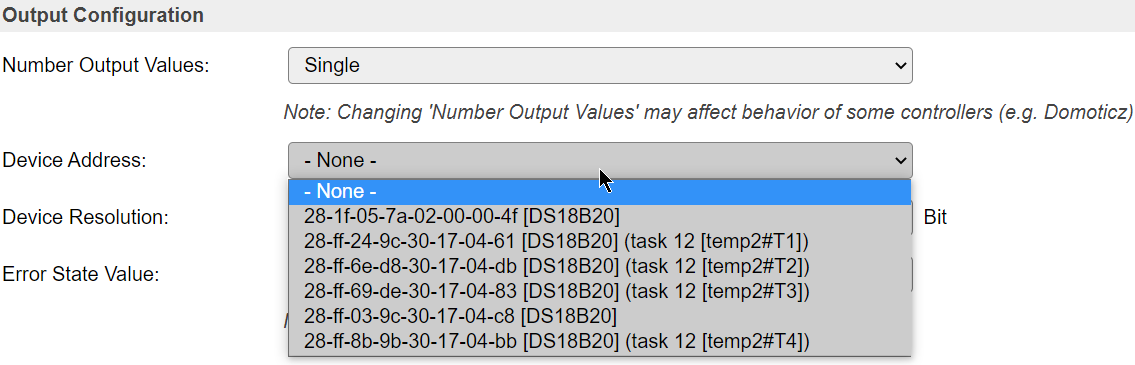 Output Configuration
Number Output Values: Single
Note: Changing 'Number Output Values' may affect behavior of some controllers (e.g. Domoticz)
Device Address: - None -
- None -
Device Resolution: 28-1f-05-7a-02-00-00-4f [DS18B20] Bit
28-ff-24-9c-30-17-04-61 [DS18B20] (task 12 [temp2#T1])
Error State Value: 28-ff-6e-d8-30-17-04-db [DS18B20] (task 12 [temp2#T2])
28-ff-69-de-30-17-04-83 [DS18B20] (task 12 [temp2#T3])
28-ff-03-9c-30-17-04-c8 [DS18B20]
28-ff-8b-9b-30-17-04-bb [DS18B20] (task 12 [temp2#T4])